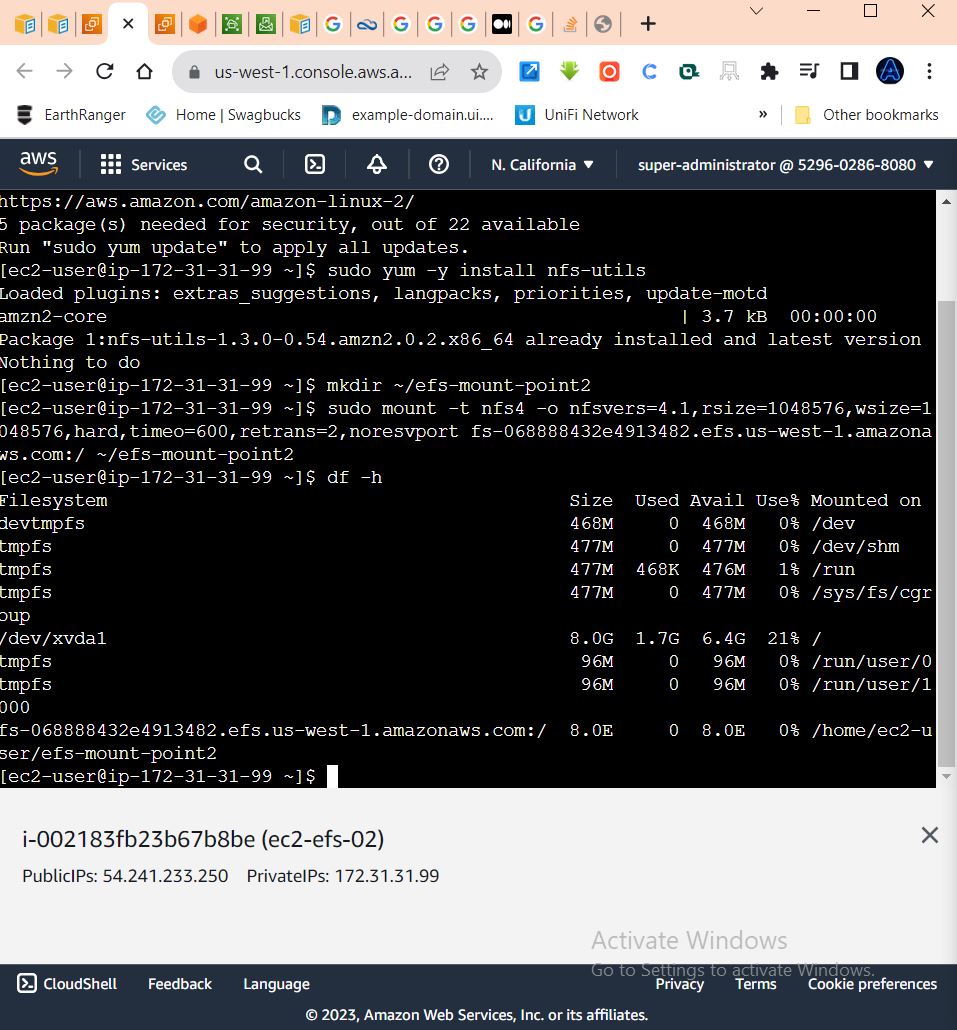 us-west-1.console.aws.a...
EarthRanger
Home | Swagbucks
example-domain.ui....
UniFi Network
»
Other bookmarks
aws
Services
N. California
super-administrator @ 5296-0286-8080
https://aws.amazon.com/amazon-linux-2/
5 package(s) needed for security, out of 22 available
Run "sudo yum update" to apply all updates.
[ec2-user@ip-172-31-31-99 ~]$ sudo yum -y install nfs-utils
Loaded plugins: extras_suggestions, langpacks, priorities, update-motd
amzn2-core | 3.7 kB 00:00:00
Package 1:nfs-utils-1.3.0-0.54.amzn2.0.2.x86_64 already installed and latest version
Nothing to do
[ec2-user@ip-172-31-31-99 ~]$ mkdir ~/efs-mount-point2
[ec2-user@ip-172-31-31-99 ~]$ sudo mount -t nfs4 -o nfsvers=4.1,rsize=1048576,wsize=1
048576,hard,timeo=600,retrans=2,noresvport fs-068888432e4913482.efs.us-west-1.amazona
ws.com:/ ~/efs-mount-point2
[ec2-user@ip-172-31-31-99 ~]$ df -h
Filesystem Size Used Avail Use% Mounted on
devtmpfs 468M 0 468M 0% /dev
tmpfs 477M 0 477M 0% /dev/shm
tmpfs 477M 468K 476M 1% /run
tmpfs 477M 0 477M 0% /sys/fs/cgr
oup
/dev/xvda1 8.0G 1.7G 6.4G 21% /
tmpfs 96M 0 96M 0% /run/user/0
tmpfs 96M 0 96M 0% /run/user/1
000
fs-068888432e4913482.efs.us-west-1.amazonaws.com:/ 8.0E 0 8.0E 0% /home/ec2-u
ser/efs-mount-point2
[ec2-user@ip-172-31-31-99 ~]$
i-002183fb23b67b8be (ec2-efs-02)
PublicIPs: 54.241.233.250 PrivateIPs: 172.31.31.99
Activate Windows
Go to Settings to activate Windows.
CloudShell
Feedback
Language
Privacy
Terms
Cookie preferences
© 2023, Amazon Web Services, Inc. or its affiliates.